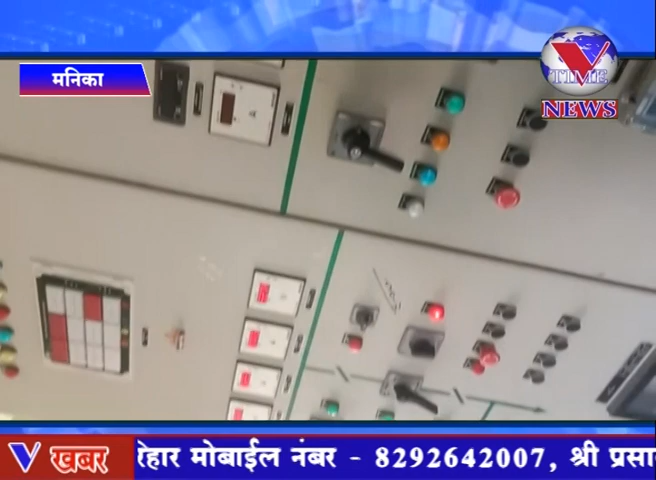 मनिका
V
TIME
NEWS
V खबर
रेहार मोबाईल नंबर - 8292642007, श्री प्रसा